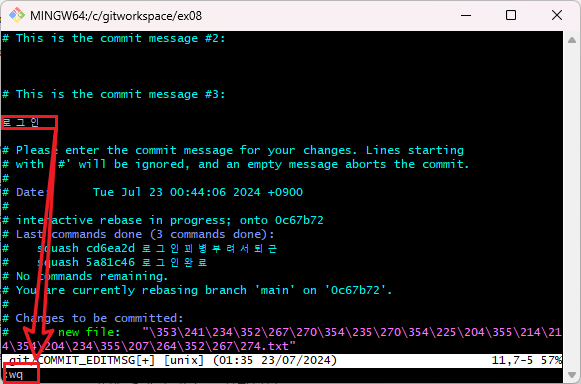 MINGW64:/c/gitworkspace/ex08
# This is the commit message #2:
# This is the commit message #3:
로그인
# Please enter the commit message for your changes. Lines starting
# with '#' will be ignored, and an empty message aborts the commit.
#
# Date: Tue Jul 23 00:44:06 2024 +0900
#
# interactive rebase in progress; onto 0c67b72
# Last commands done (3 commands done):
# squash cd6ea2d 로그인꾀병부려서퇴근
# squash 5a81c46 로그인완료
# No commands remaining.
# You are currently rebasing branch 'main' on '0c67b72'.
#
# Changes to be committed:
# new file: "\353\241\234\352\267\270\354\235\270\354\225\204\355\214\21
4\354\204\234\355\207\264\352\267\274.txt"
.git/COMMIT_EDITMSG[+] [unix] (01:35 23/07/2024) 11,7-5 57%
:wq